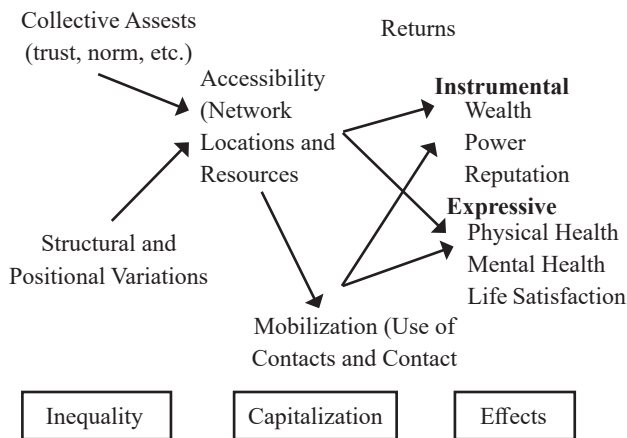 Collective Assests
(trust, norm, etc.)
Returns
Accessibility
(Network
Locations and
Resources
Instrumental
Wealth
Power
Reputation
Expressive
Physical Health
Mental Health
Life Satisfaction
Structural and
Positional Variations
Mobilization (Use of
Contacts and Contact
Inequality
Capitalization
Effects